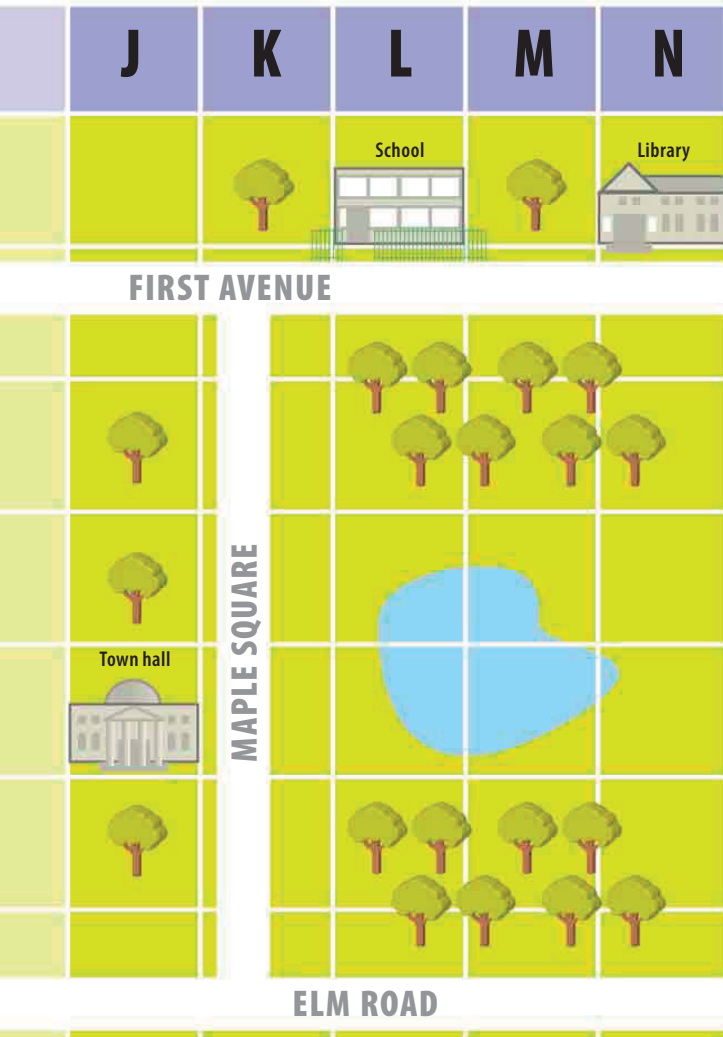 J K L M N
School
Library
FIRST AVENUE
MAPLE SQUARE
Town hall
ELM ROAD